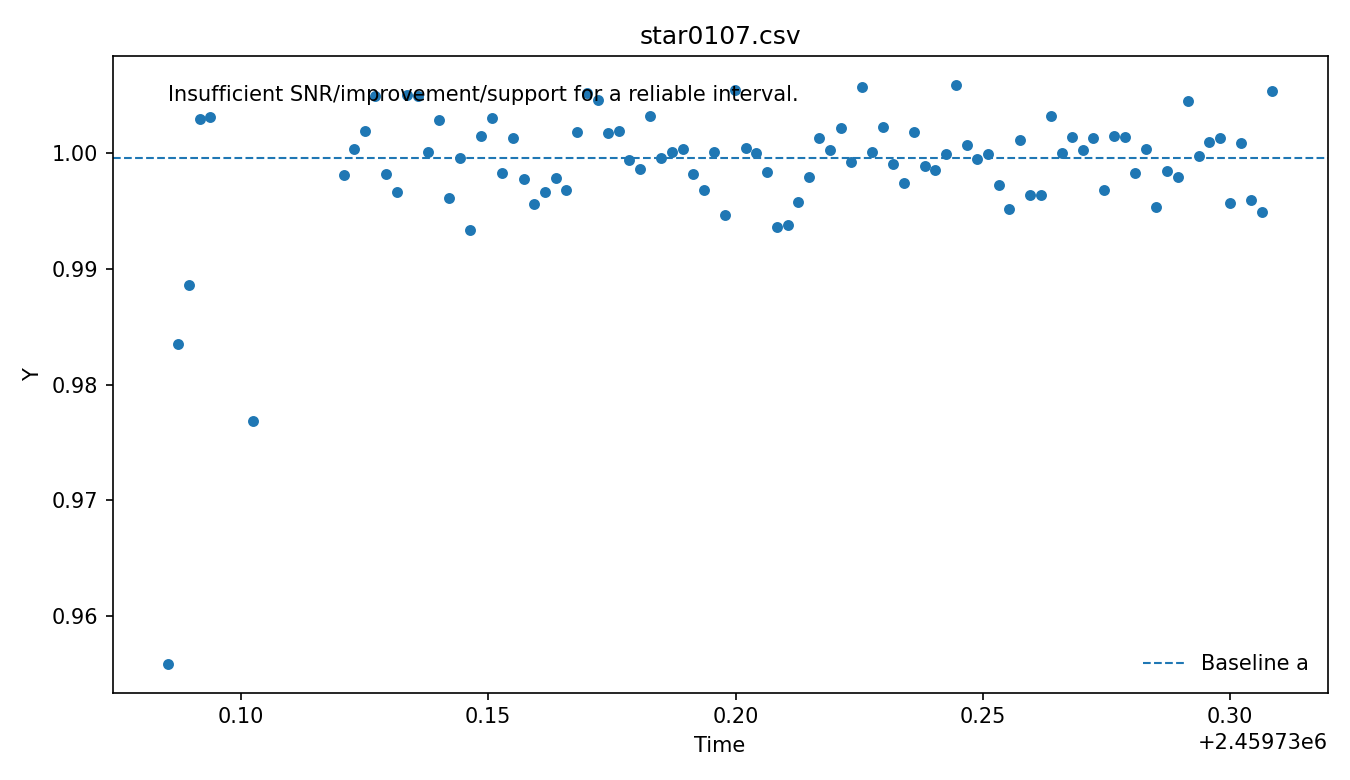 star0107.csv
Insufficient SNR/improvement/support for a reliable interval.
1.00
0.99
0.98
0.97
0.96
Y
Baseline a
0.10 0.15 0.20 0.25 0.30
+2.45973e6
Time